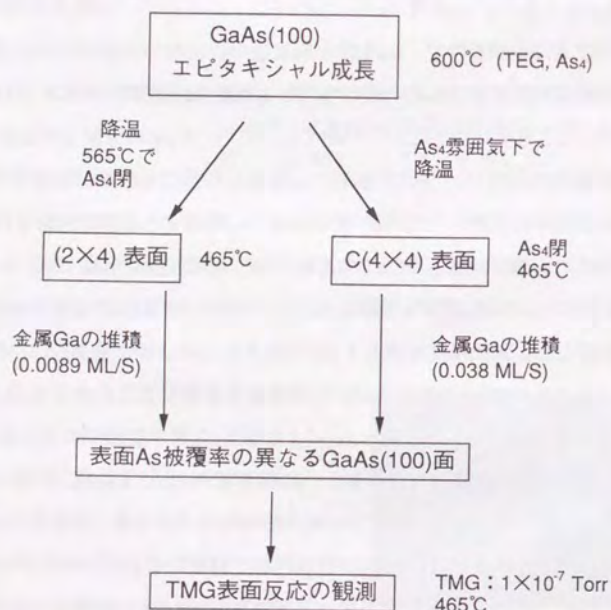 GaAs(100)
エピタキシャル成長
600℃ (TEG, As₄)
降温
565℃で
As₄閉
As₄雰囲気下で
降温
(2×4) 表面
465℃
C(4×4) 表面
As₄閉
465℃
金属Gaの堆積
(0.0089 ML/S)
金属Gaの堆積
(0.038 ML/S)
表面As被覆率の異なるGaAs(100)面
TMG表面反応の観測
TMG：1×10⁻⁷ Torr
465℃